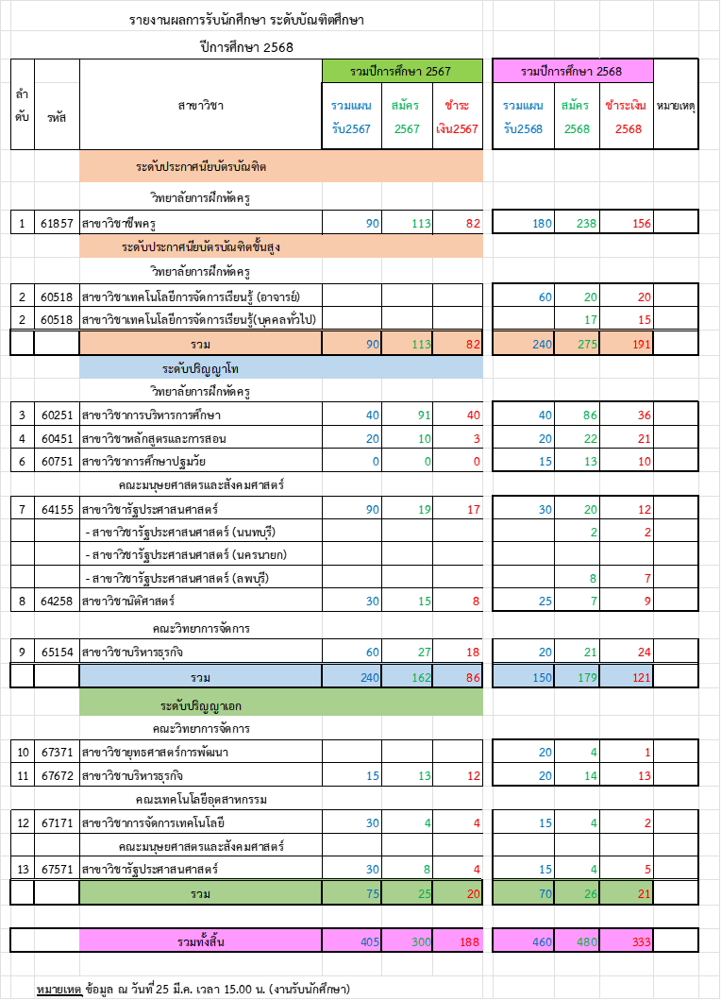 รายงานผลการรับนักศึกษา ระดับบัณฑิตศึกษา
ปีการศึกษา 2568
ลำดับ รหัส สาขาวิชา รวมปีการศึกษา 2567 รวมปีการศึกษา 2568 หมายเหตุ
รวมแผน สมัคร ชำระ รวมแผน สมัคร ชำระเงิน
รับ2567 2567 เงิน2567 รับ2568 2568 2568
ระดับประกาศนียบัตรบัณฑิต
วิทยาลัยการฝึกหัดครู
1 61857 สาขาวิชาชีพครู 90 113 82 180 238 156
ระดับประกาศนียบัตรบัณฑิตชั้นสูง
วิทยาลัยการฝึกหัดครู
2 60518 สาขาวิชาเทคโนโลยีการจัดการเรียนรู้ (อาจารย์) 60 20 20
2 60518 สาขาวิชาเทคโนโลยีการจัดการเรียนรู้(บุคคลทั่วไป) 17 15
รวม 90 113 82 240 275 191
ระดับปริญญาโท
วิทยาลัยการฝึกหัดครู
3 60251 สาขาวิชาการบริหารการศึกษา 40 91 40 40 86 36
4 60451 สาขาวิชาหลักสูตรและการสอน 20 10 3 20 22 21
6 60751 สาขาวิชาการศึกษาปฐมวัย 0 0 0 15 13 10
คณะมนุษยศาสตรและสังคมศาสตร์
7 64155 สาขาวิชารัฐประศาสนศาสตร์ 90 19 17 30 20 12
- สาขาวิชารัฐประศาสนศาสตร์ (นนทบุรี) 2 2
- สาขาวิชารัฐประศาสนศาสตร์ (นครนายก)
- สาขาวิชารัฐประศาสนศาสตร์ (ลพบุรี) 8 7
8 64258 สาขาวิชานิติศาสตร์ 30 15 8 25 7 9
คณะวิทยาการจัดการ
9 65154 สาขาวิชาบริหารธุรกิจ 60 27 18 20 21 24
รวม 240 162 86 150 179 121
ระดับปริญญาเอก
คณะวิทยาการจัดการ
10 67371 สาขาวิชายุทธศาสตร์การพัฒนา 20 4 1
11 67672 สาขาวิชาบริหารธุรกิจ 15 13 12 20 14 13
คณะเทคโนโลยีอุตสาหกรรม
12 67171 สาขาวิชาการจัดการเทคโนโลยี 30 4 4 15 4 2
คณะมนุษยศาสตรและสังคมศาสตร์
13 67571 สาขาวิชารัฐประศาสนศาสตร์ 30 8 4 15 4 5
รวม 75 25 20 70 26 21
รวมทั้งสิ้น 405 300 188 460 480 333
หมายเหตุ ข้อมูล ณ วันที่ 25 มี.ค. เวลา 15.00 น. (งานรับนักศึกษา)